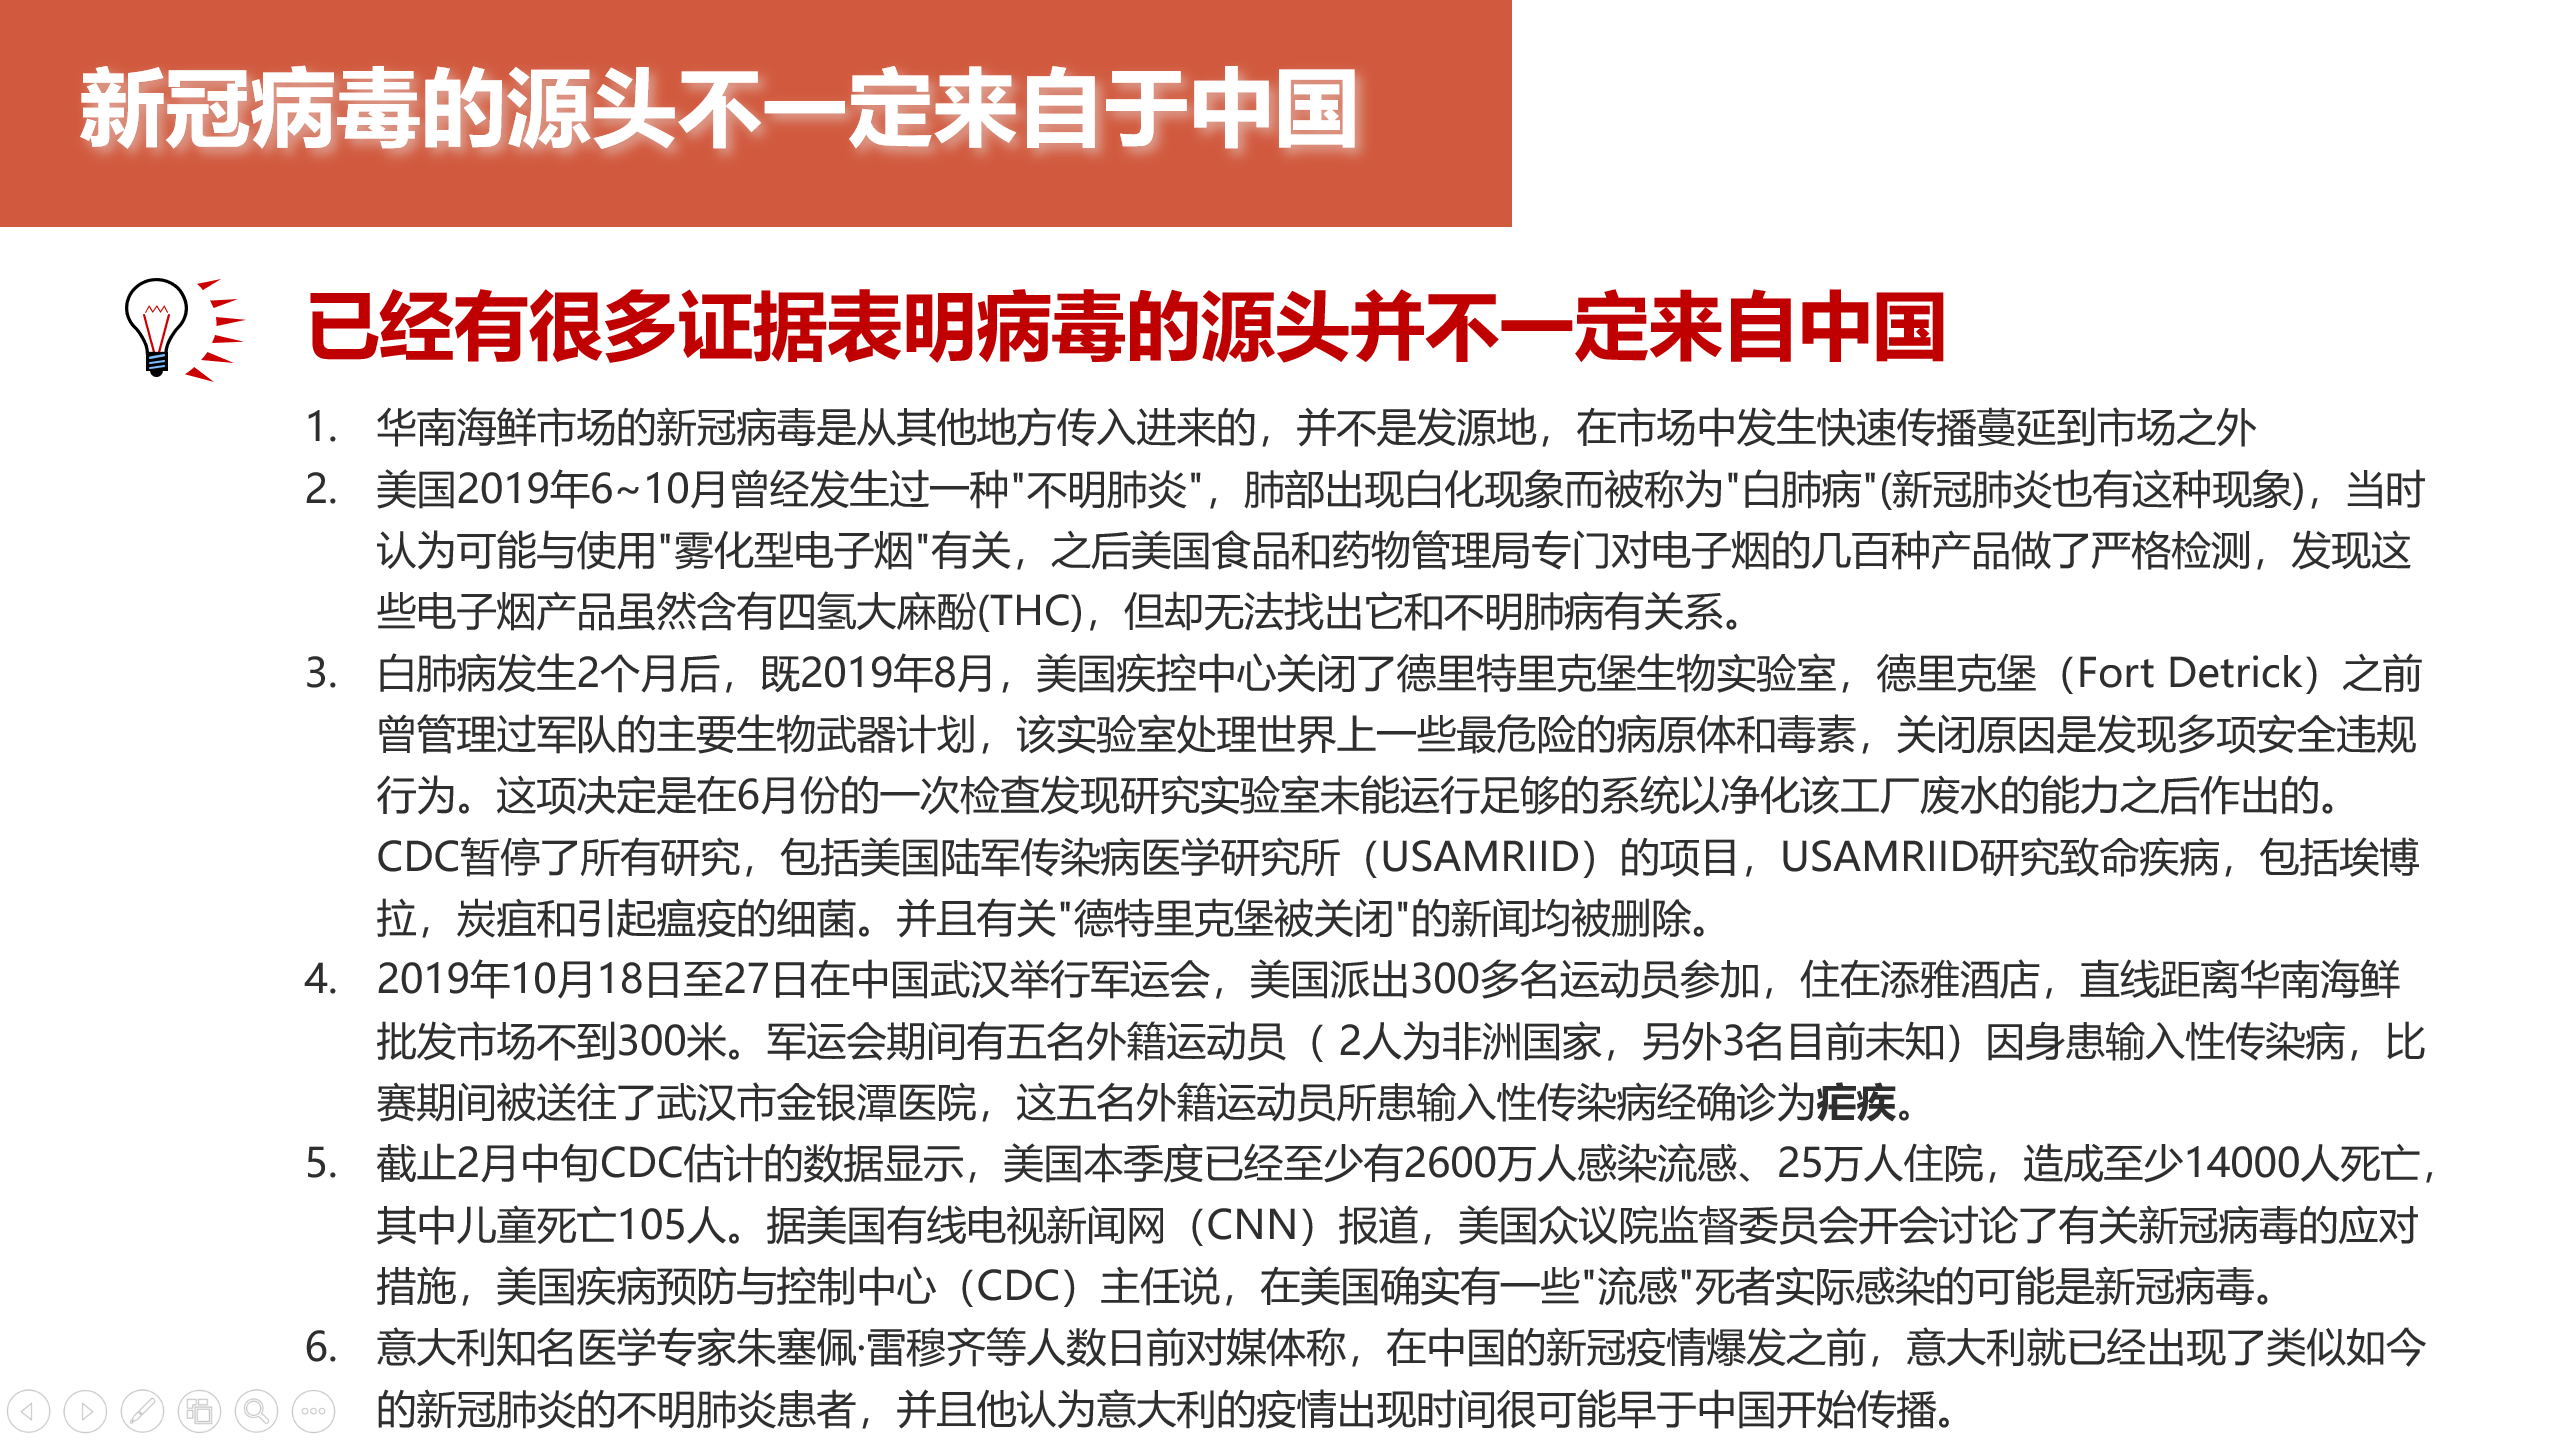 新冠病毒的源头不一定来自于中国
已经有很多证据表明病毒的源头并不一定来自中国
1. 华南海鲜市场的新冠病毒是从其他地方传入进来的，并不是发源地，在市场中发生快速传播蔓延到市场之外
2. 美国2019年6~10月曾经发生过一种"不明肺炎"，肺部出现白化现象而被称为"白肺病"(新冠肺炎也有这种现象)，当时
认为可能与使用"雾化型电子烟"有关，之后美国食品和药物管理局专门对电子烟的几百种产品做了严格检测，发现这
些电子烟产品虽然含有四氢大麻酚(THC)，但却无法找出它和不明肺病有关系。
3. 白肺病发生2个月后，既2019年8月，美国疾控中心关闭了德里特里克堡生物实验室，德里克堡（Fort Detrick）之前
曾管理过军队的主要生物武器计划，该实验室处理世界上一些最危险的病原体和毒素，关闭原因是发现多项安全违规
行为。这项决定是在6月份的一次检查发现研究实验室未能运行足够的系统以净化该工厂废水的能力之后作出的。
CDC暂停了所有研究，包括美国陆军传染病医学研究所（USAMRIID）的项目，USAMRIID研究致命疾病，包括埃博
拉，炭疽和引起瘟疫的细菌。并且有关"德特里克堡被关闭"的新闻均被删除。
4. 2019年10月18日至27日在中国武汉举行军运会，美国派出300多名运动员参加，住在添雅酒店，直线距离华南海鲜
批发市场不到300米。军运会期间有五名外籍运动员（ 2人为非洲国家，另外3名目前未知）因身患输入性传染病，比
赛期间被送往了武汉市金银潭医院，这五名外籍运动员所患输入性传染病经确诊为疟疾。
5. 截止2月中旬CDC估计的数据显示，美国本季度已经至少有2600万人感染流感、25万人住院，造成至少14000人死亡，
其中儿童死亡105人。据美国有线电视新闻网（CNN）报道，美国众议院监督委员会开会讨论了有关新冠病毒的应对
措施，美国疾病预防与控制中心（CDC）主任说，在美国确实有一些"流感"死者实际感染的可能是新冠病毒。
6. 意大利知名医学专家朱塞佩·雷穆齐等人数日前对媒体称，在中国的新冠疫情爆发之前，意大利就已经出现了类似如今
的新冠肺炎的不明肺炎患者，并且他认为意大利的疫情出现时间很可能早于中国开始传播。